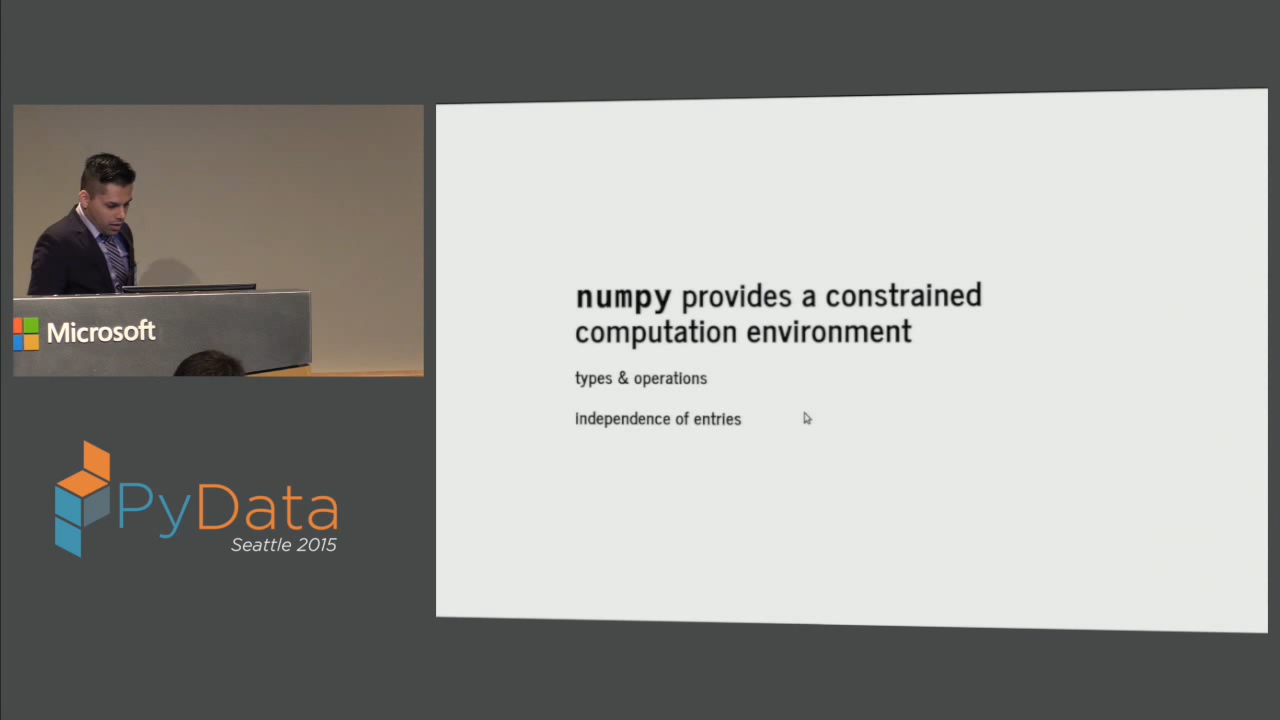 Microsoft
PyData
Seattle 2015
numpy provides a constrained
computation environment
types & operations
independence of entries